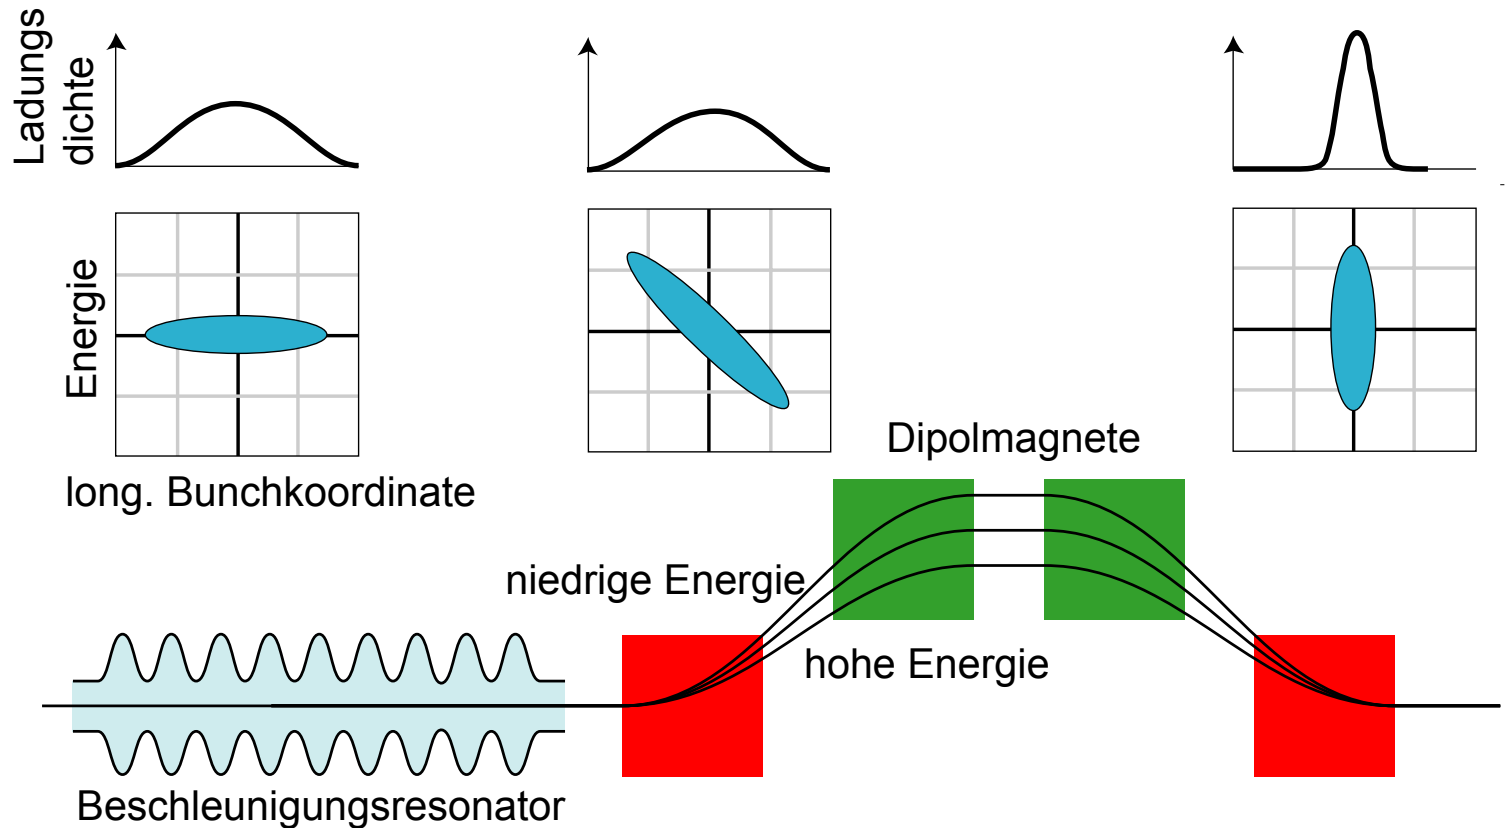 Ladungs
dichte
Energie
long. Bunchkoordinate
Dipolmagnete
niedrige Energie
hohe Energie
Beschleunigungsresonator